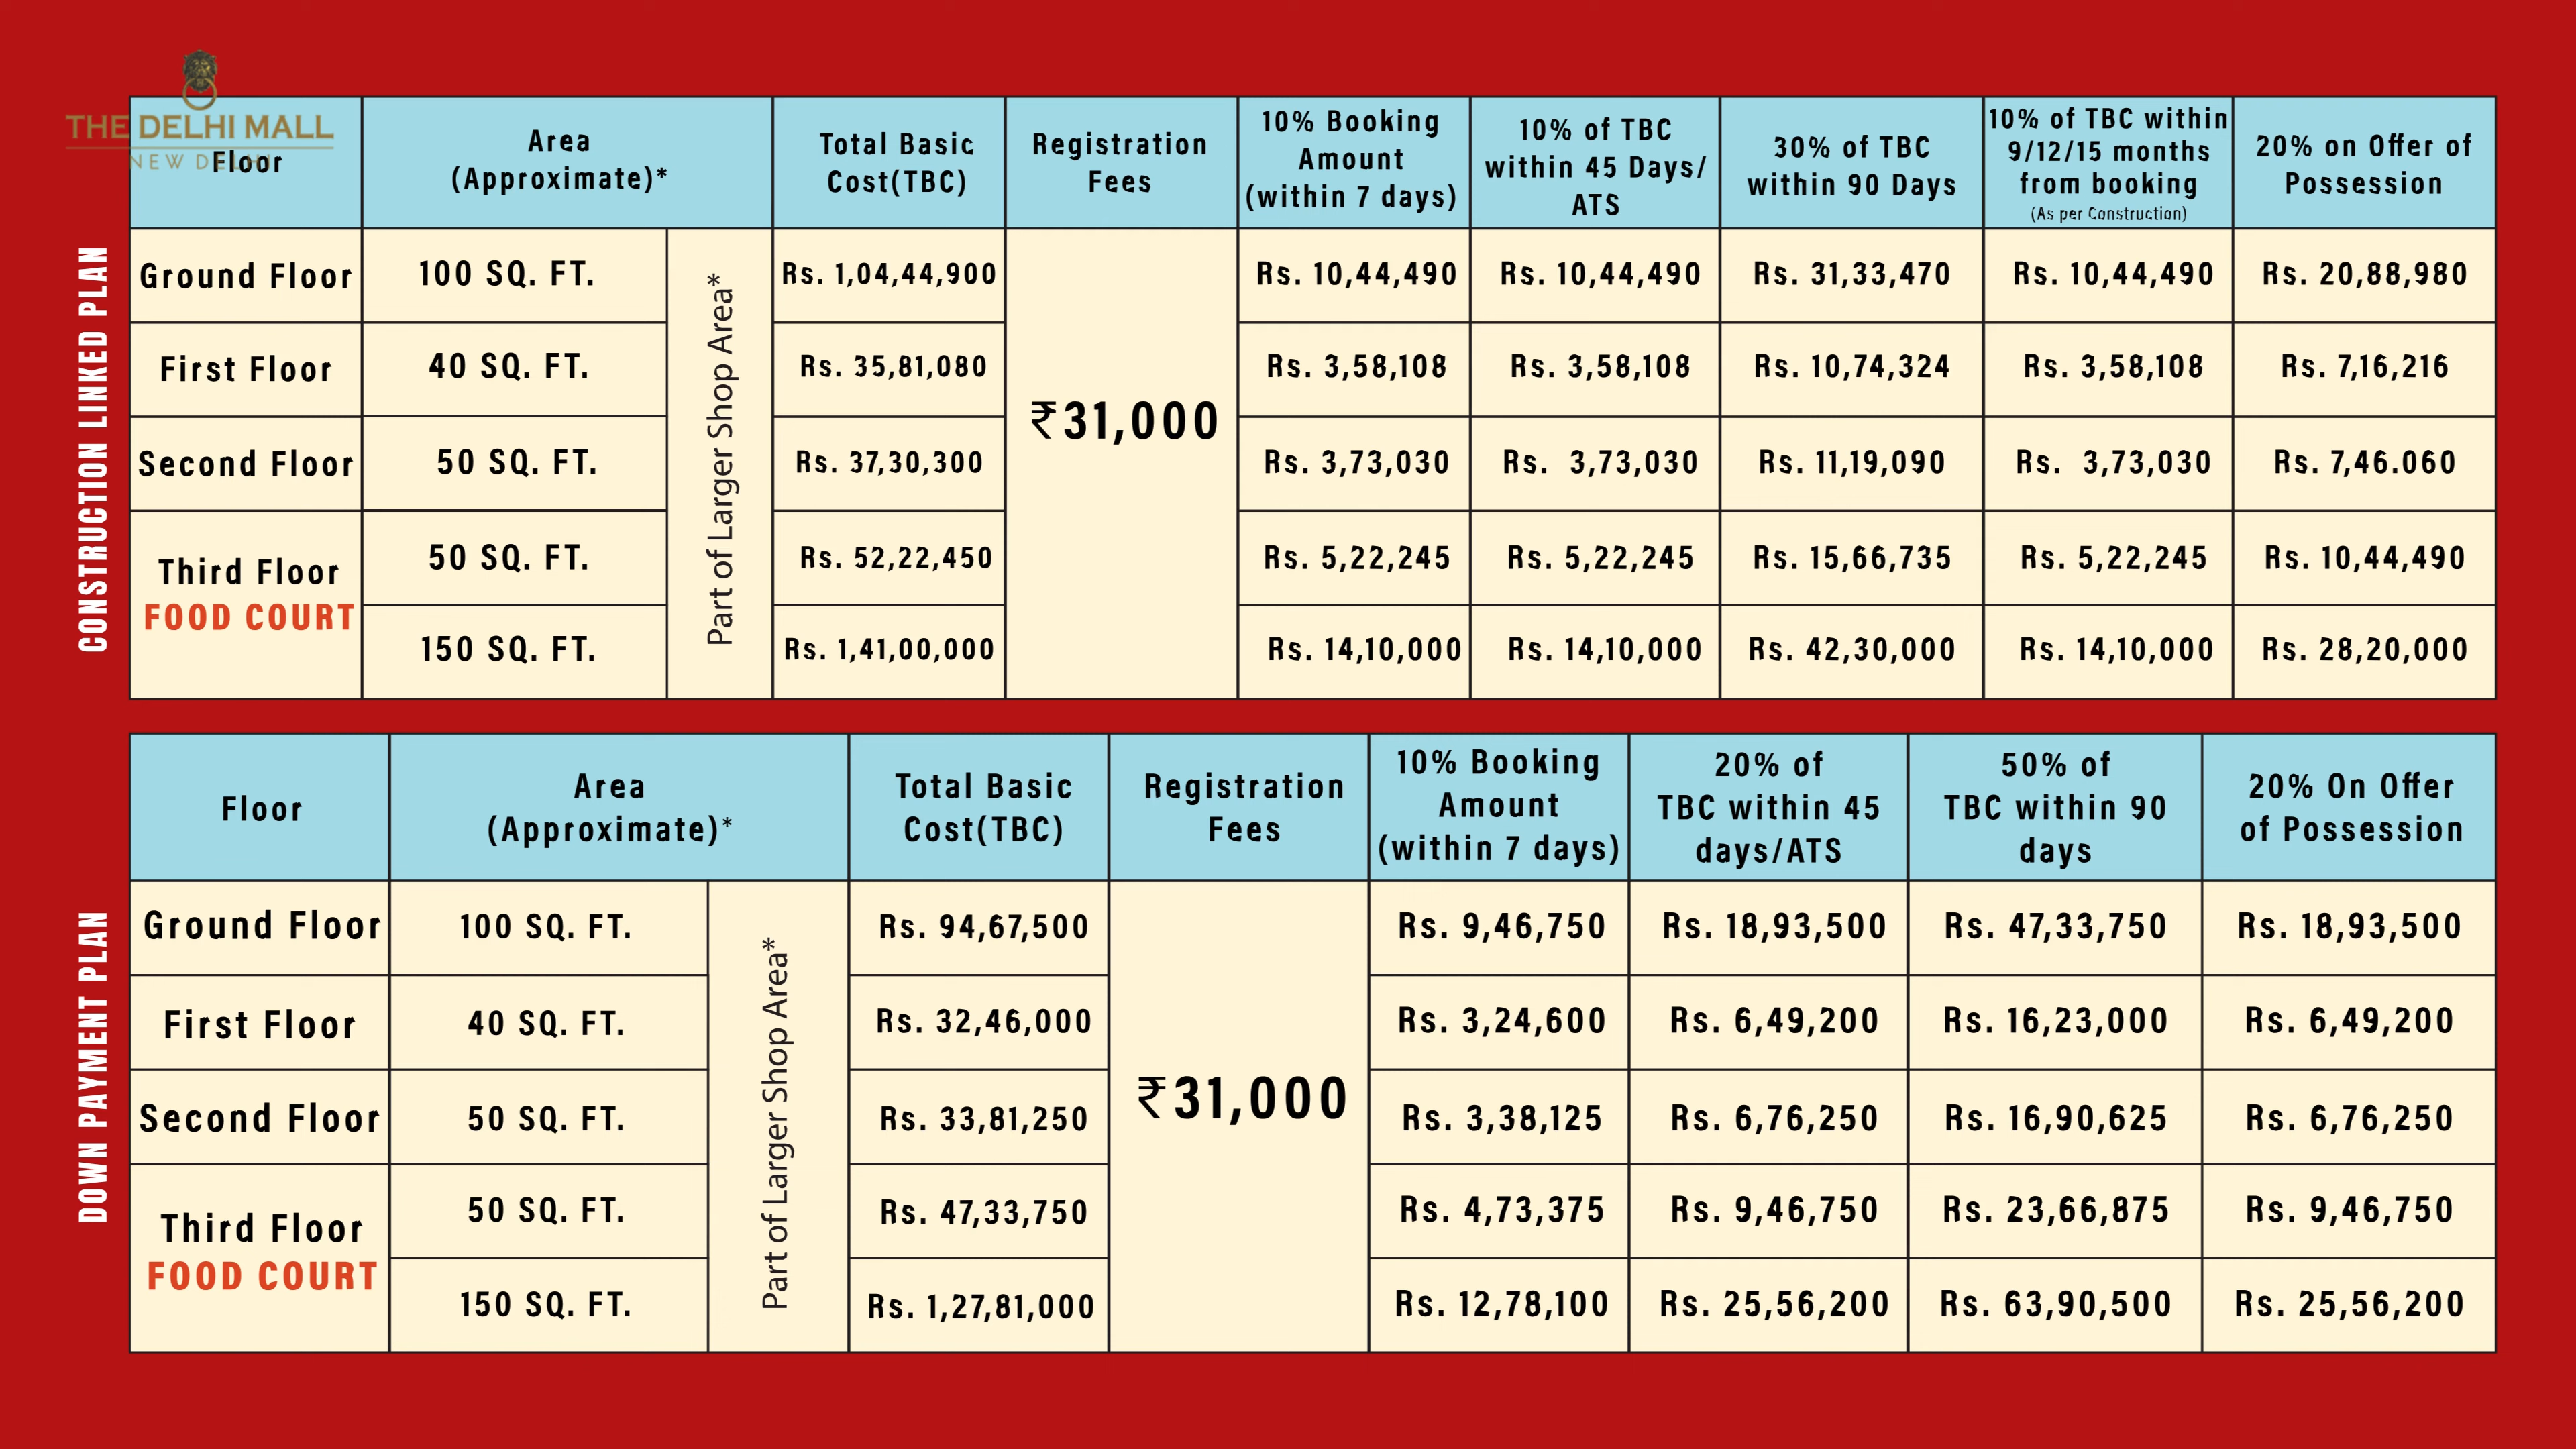 THE DELHI MALL
NEW DELHI
Floor
Area
(Approximate)*
Total Basic
Cost(TBC)
Registration
Fees
10% Booking
Amount
(within 7 days)
10% of TBC
within 45 Days/
ATS
30% of TBC
within 90 Days
10% of TBC within
9/12/15 months
from booking
(As per Construction)
20% on Offer of
Possession
CONSTRUCTION LINKED PLAN
Ground Floor 100 SQ. FT. Rs. 1,04,44,900 Rs. 10,44,490 Rs. 10,44,490 Rs. 31,33,470 Rs. 10,44,490 Rs. 20,88,980
First Floor 40 SQ. FT. Rs. 35,81,080 Rs. 3,58,108 Rs. 3,58,108 Rs. 10,74,324 Rs. 3,58,108 Rs. 7,16,216
Part of Larger Shop Area*
₹31,000
Second Floor 50 SQ. FT. Rs. 37,30,300 Rs. 3,73,030 Rs. 3,73,030 Rs. 11,19,090 Rs. 3,73,030 Rs. 7,46.060
Third Floor
FOOD COURT
50 SQ. FT. Rs. 52,22,450 Rs. 5,22,245 Rs. 5,22,245 Rs. 15,66,735 Rs. 5,22,245 Rs. 10,44,490
150 SQ. FT. Rs. 1,41,00,000 Rs. 14,10,000 Rs. 14,10,000 Rs. 42,30,000 Rs. 14,10,000 Rs. 28,20,000
Floor
Area
(Approximate)*
Total Basic
Cost(TBC)
Registration
Fees
10% Booking
Amount
(within 7 days)
20% of
TBC within 45
days/ATS
50% of
TBC within 90
days
20% On Offer
of Possession
DOWN PAYMENT PLAN
Ground Floor 100 SQ. FT. Rs. 94,67,500 Rs. 9,46,750 Rs. 18,93,500 Rs. 47,33,750 Rs. 18,93,500
First Floor 40 SQ. FT. Rs. 32,46,000 Rs. 3,24,600 Rs. 6,49,200 Rs. 16,23,000 Rs. 6,49,200
Part of Larger Shop Area*
₹31,000
Second Floor 50 SQ. FT. Rs. 33,81,250 Rs. 3,38,125 Rs. 6,76,250 Rs. 16,90,625 Rs. 6,76,250
Third Floor
FOOD COURT
50 SQ. FT. Rs. 47,33,750 Rs. 4,73,375 Rs. 9,46,750 Rs. 23,66,875 Rs. 9,46,750
150 SQ. FT. Rs. 1,27,81,000 Rs. 12,78,100 Rs. 25,56,200 Rs. 63,90,500 Rs. 25,56,200